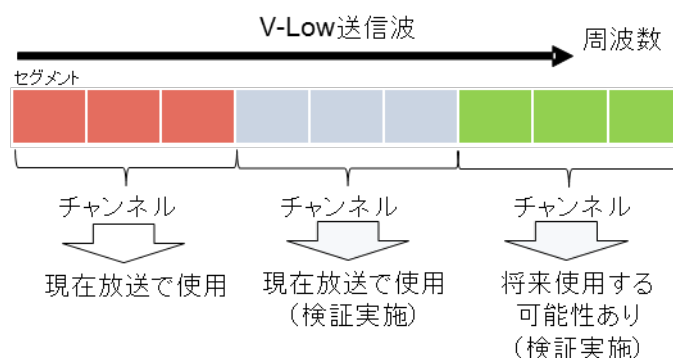 V-Low送信波
周波数
セグメント
チャンネル
チャンネル
チャンネル
現在放送で使用
現在放送で使用
(検証実施)
将来使用する
可能性あり
(検証実施)